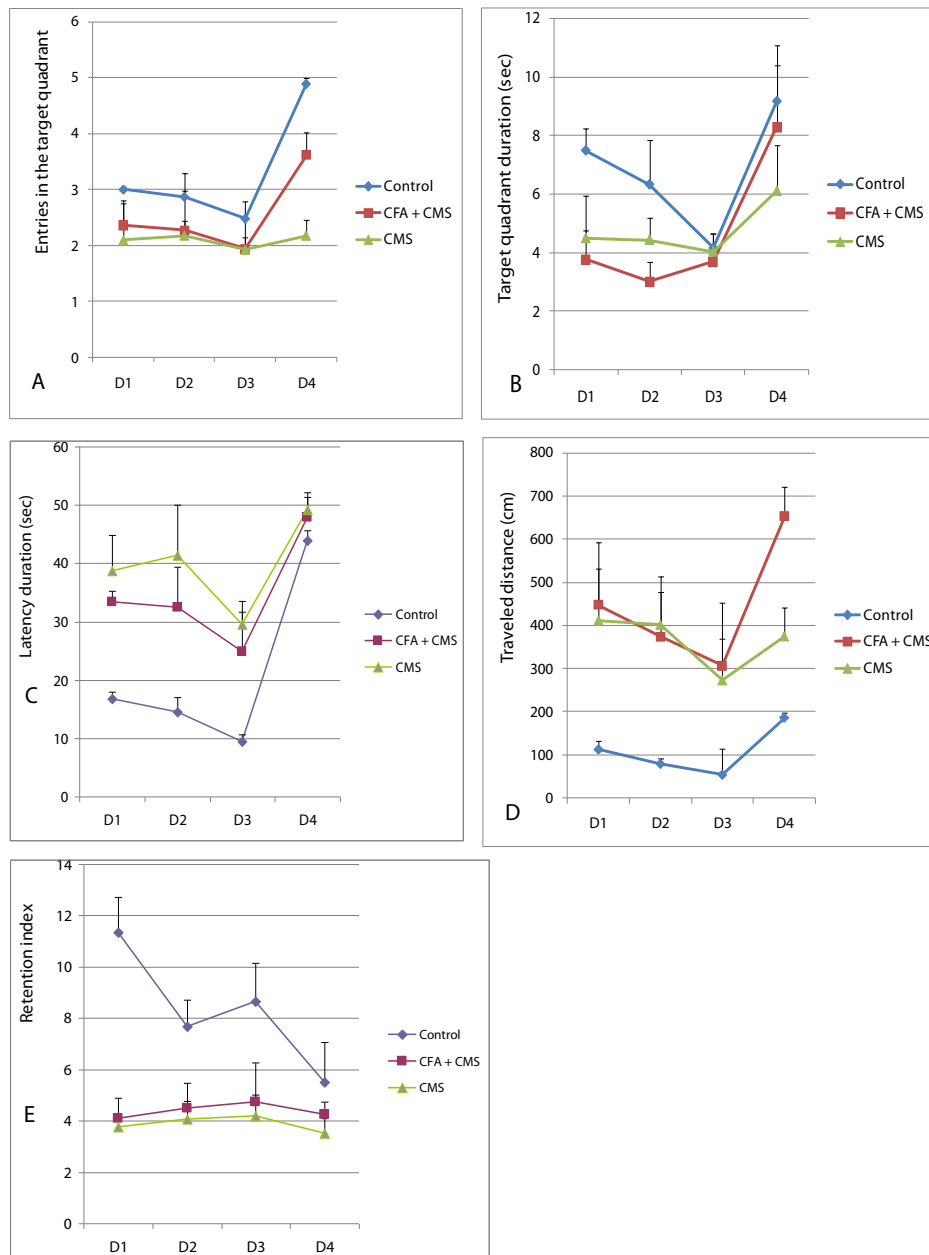 Entries in the target quadrant
6
5
4
3
2
1
0
D1 D2 D3 D4
Control
CFA + CMS
CMS
A
Target quadrant duration (sec)
12
10
8
6
4
2
0
D1 D2 D3 D4
Control
CFA + CMS
CMS
B
Latency duration (sec)
60
50
40
30
20
10
0
D1 D2 D3 D4
Control
CFA + CMS
CMS
C
Traveled distance (cm)
800
700
600
500
400
300
200
100
0
D1 D2 D3 D4
Control
CFA + CMS
CMS
D
Retention index
14
12
10
8
6
4
2
0
D1 D2 D3 D4
Control
CFA + CMS
CMS
E